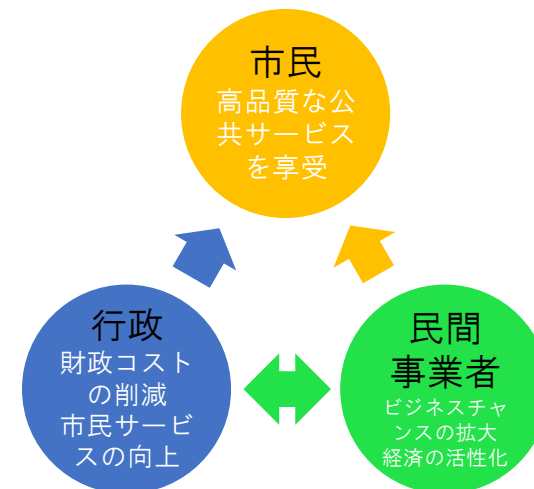 市民
高品質な公
共サービス
を享受
行政
財政コスト
の削減
市民サービ
スの向上
民間
事業者
ビジネスチャ
ンスの拡大
経済の活性化